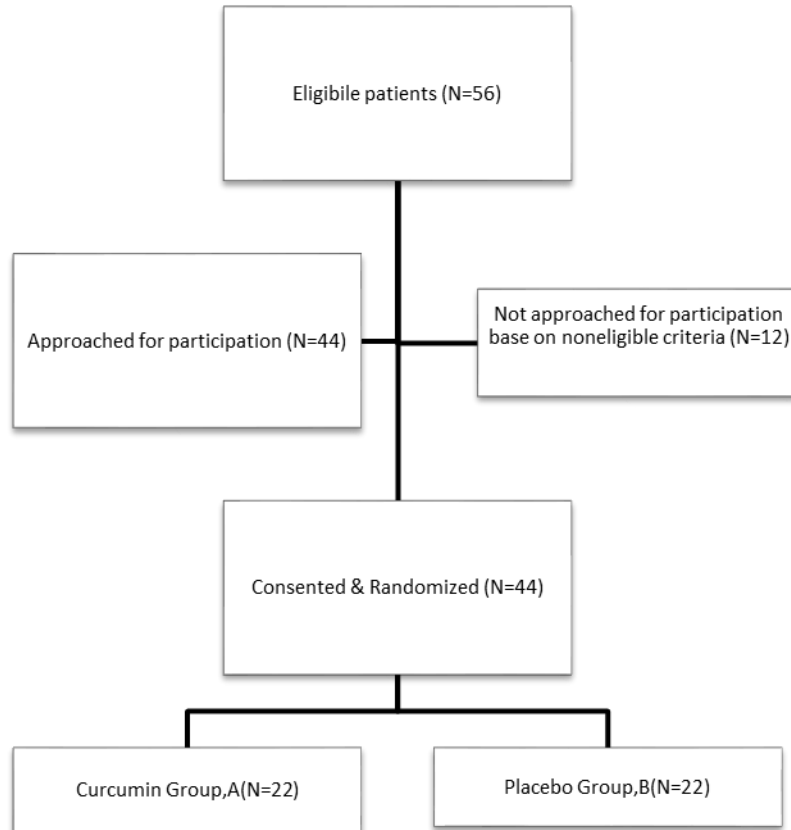 Eligibile patients (N=56)
Approached for participation (N=44)
Not approached for participation
base on noneligible criteria (N=12)
Consented & Randomized (N=44)
Curcumin Group,A(N=22)
Placebo Group,B(N=22)